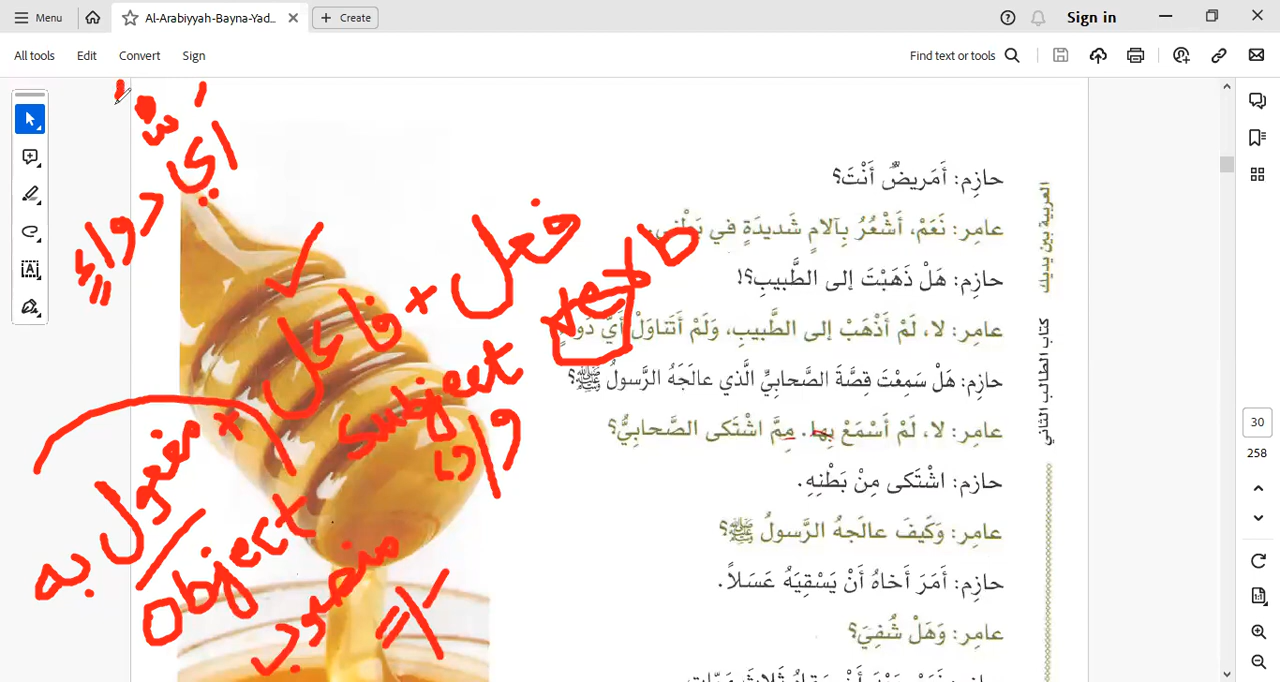 Menu
Al-Arabiyyah-Bayna-Yad...
Create
Sign in
All tools
Edit
Convert
Sign
Find text or tools
حازِم: أَمَريضٌ أَنْتَ؟
عامِر: نَعَمْ، أَشْعُرُ بِآلامٍ شَديدَةٍ في بَطْني.
حازِم: هَلْ ذَهَبْتَ إلى الطَّبيبِ؟!
عامِر: لا، لَمْ أَذْهَبْ إلى الطَّبيبِ، وَلَمْ أَتَناوَلْ أَيَّ دَواءٍ
حازِم: هَلْ سَمِعْتَ قِصَّةَ الصَّحابِيِّ الَّذي عالَجَهُ الرَّسولُ ﷺ؟
عامِر: لا، لَمْ أَسْمَعْ بِها. مِمَّ اشْتَكى الصَّحابِيُّ؟
حازم: اشْتَكى مِنْ بَطْنِهِ.
عامِر: وَكَيفَ عالَجَهُ الرَّسولُ ﷺ؟
حازِم: أَمَرَ أَخاهُ أَنْ يَسْقِيَهُ عَسَلاً.
عامِر: وَهَلْ شُفِيَ؟
العربية بين يديك
كتاب الطالب الثاني
30
258
أي
دواء
فعل + فاعل + مفعول به
verb
subject
object
منصوب